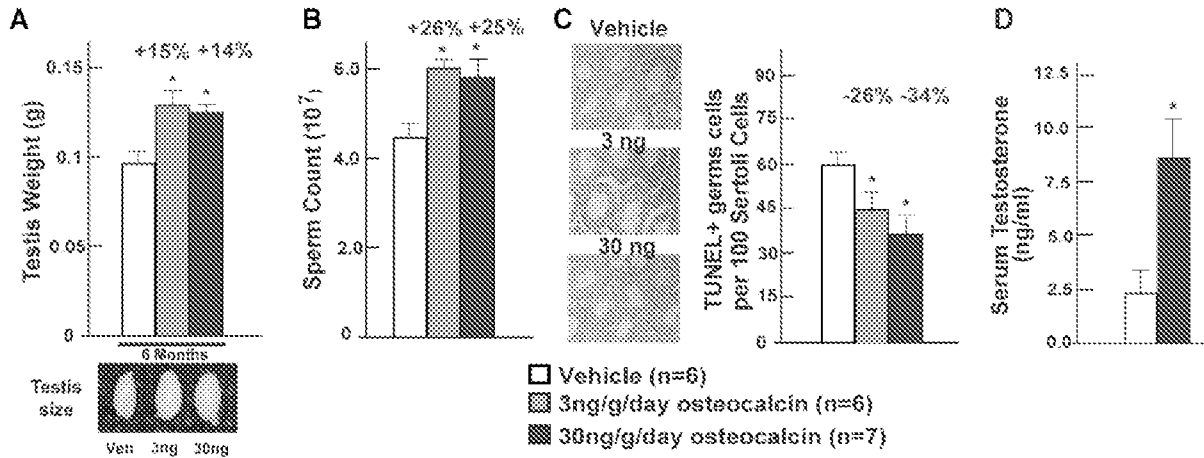 A
+15% +14%
Testis Weight (g)
0.15
0.1
0.05
0
*
*
6 Months
Testis
size
Ven 3ng 30ng
B
+26% +25%
Sperm Count (10⁷)
6.0
4.0
2.0
0
*
*
C
Vehicle
3 ng
30 ng
TUNEL+ germs cells
per 100 Sertoli Cells
90
75
60
45
30
15
0
-26% -34%
*
*
D
Serum Testosterone
(ng/ml)
12.5
10.0
7.5
5.0
2.5
0.0
*
Vehicle (n=6)
3ng/g/day osteocalcin (n=6)
30ng/g/day osteocalcin (n=7)